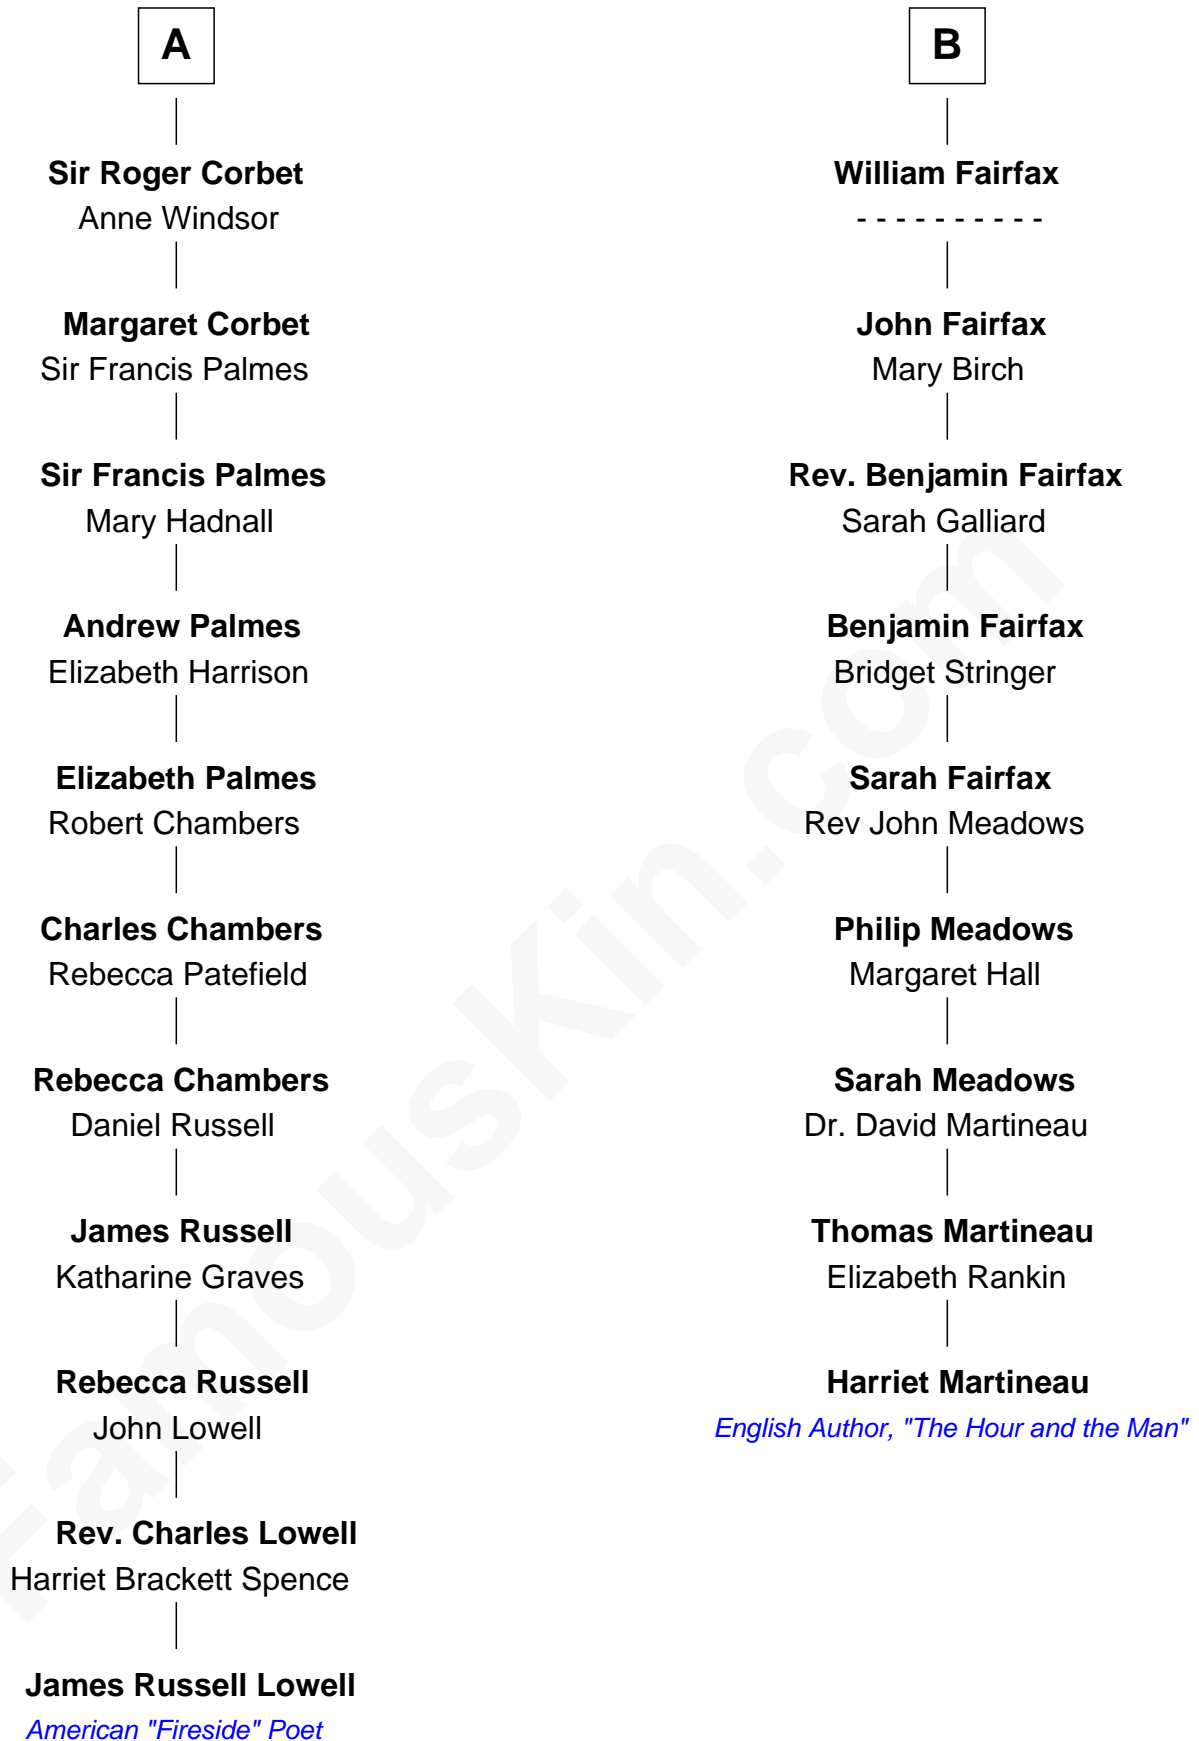 A
Sir Roger Corbet
Anne Windsor
Margaret Corbet
Sir Francis Palmes
Sir Francis Palmes
Mary Hadnall
Andrew Palmes
Elizabeth Harrison
Elizabeth Palmes
Robert Chambers
Charles Chambers
Rebecca Patefield
Rebecca Chambers
Daniel Russell
James Russell
Katharine Graves
Rebecca Russell
John Lowell
Rev. Charles Lowell
Harriet Brackett Spence
James Russell Lowell
American "Fireside" Poet
B
William Fairfax
- - - - - - - - - -
John Fairfax
Mary Birch
Rev. Benjamin Fairfax
Sarah Galliard
Benjamin Fairfax
Bridget Stringer
Sarah Fairfax
Rev John Meadows
Philip Meadows
Margaret Hall
Sarah Meadows
Dr. David Martineau
Thomas Martineau
Elizabeth Rankin
Harriet Martineau
English Author, "The Hour and the Man"
FamousKin.com